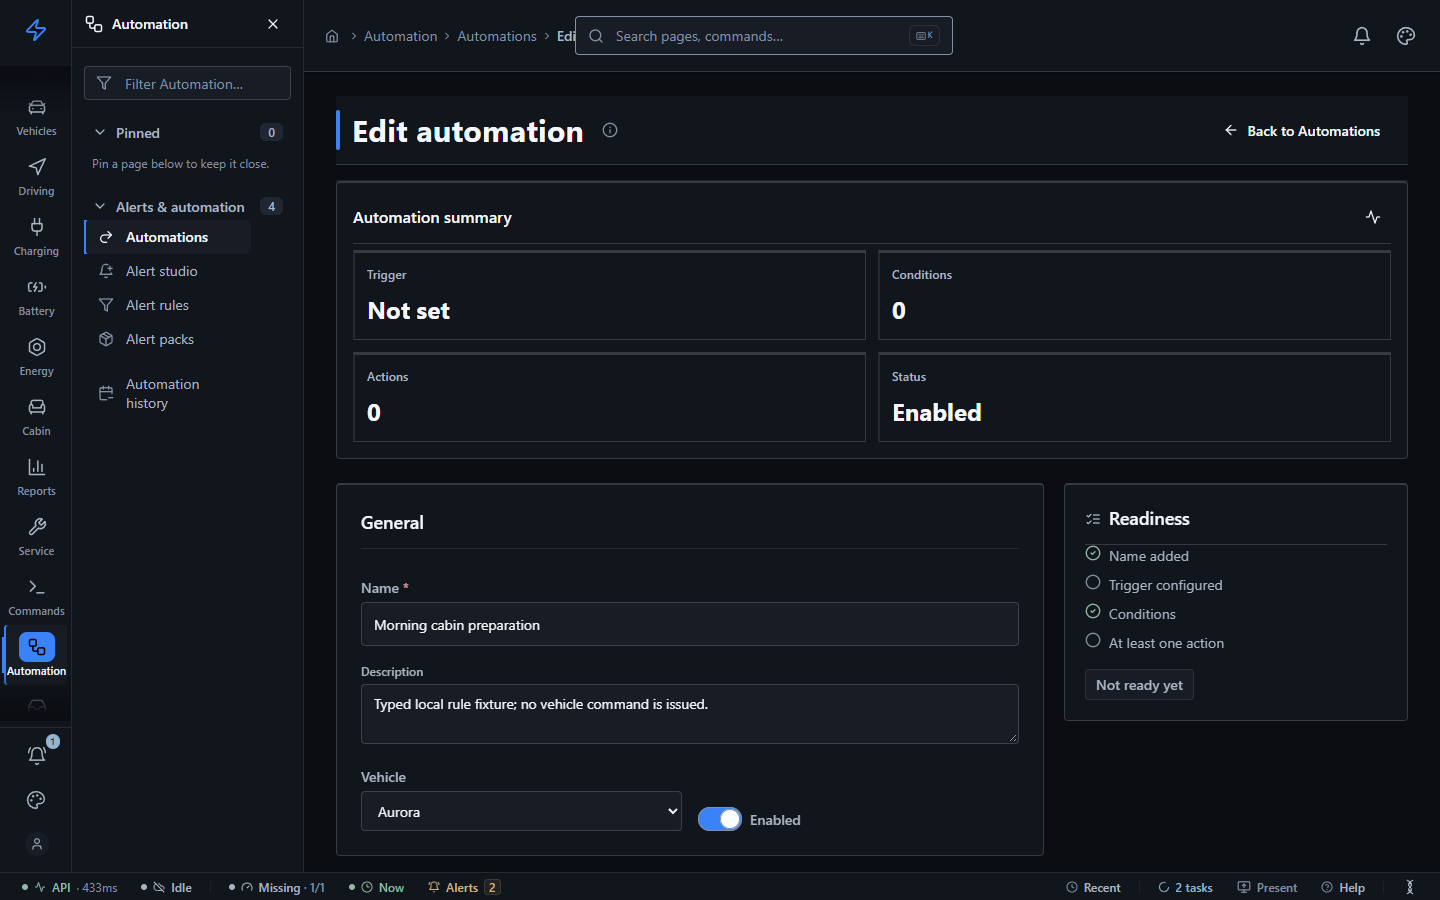 Automation
Filter Automation...
Pinned
0
Pin a page below to keep it close.
Alerts & automation
4
Automations
Alert studio
Alert rules
Alert packs
Automation
history
Vehicles
Driving
Charging
Battery
Energy
Cabin
Reports
Service
Commands
Automation
1
Automation
Automations
Edi
Search pages, commands...
K
Edit automation
Back to Automations
Automation summary
Trigger
Not set
Conditions
0
Actions
0
Status
Enabled
General
Name *
Morning cabin preparation
Description
Typed local rule fixture; no vehicle command is issued.
Vehicle
Aurora
Enabled
Readiness
Name added
Trigger configured
Conditions
At least one action
Not ready yet
API · 433ms
Idle
Missing · 1/1
Now
Alerts 2
Recent
2 tasks
Present
Help